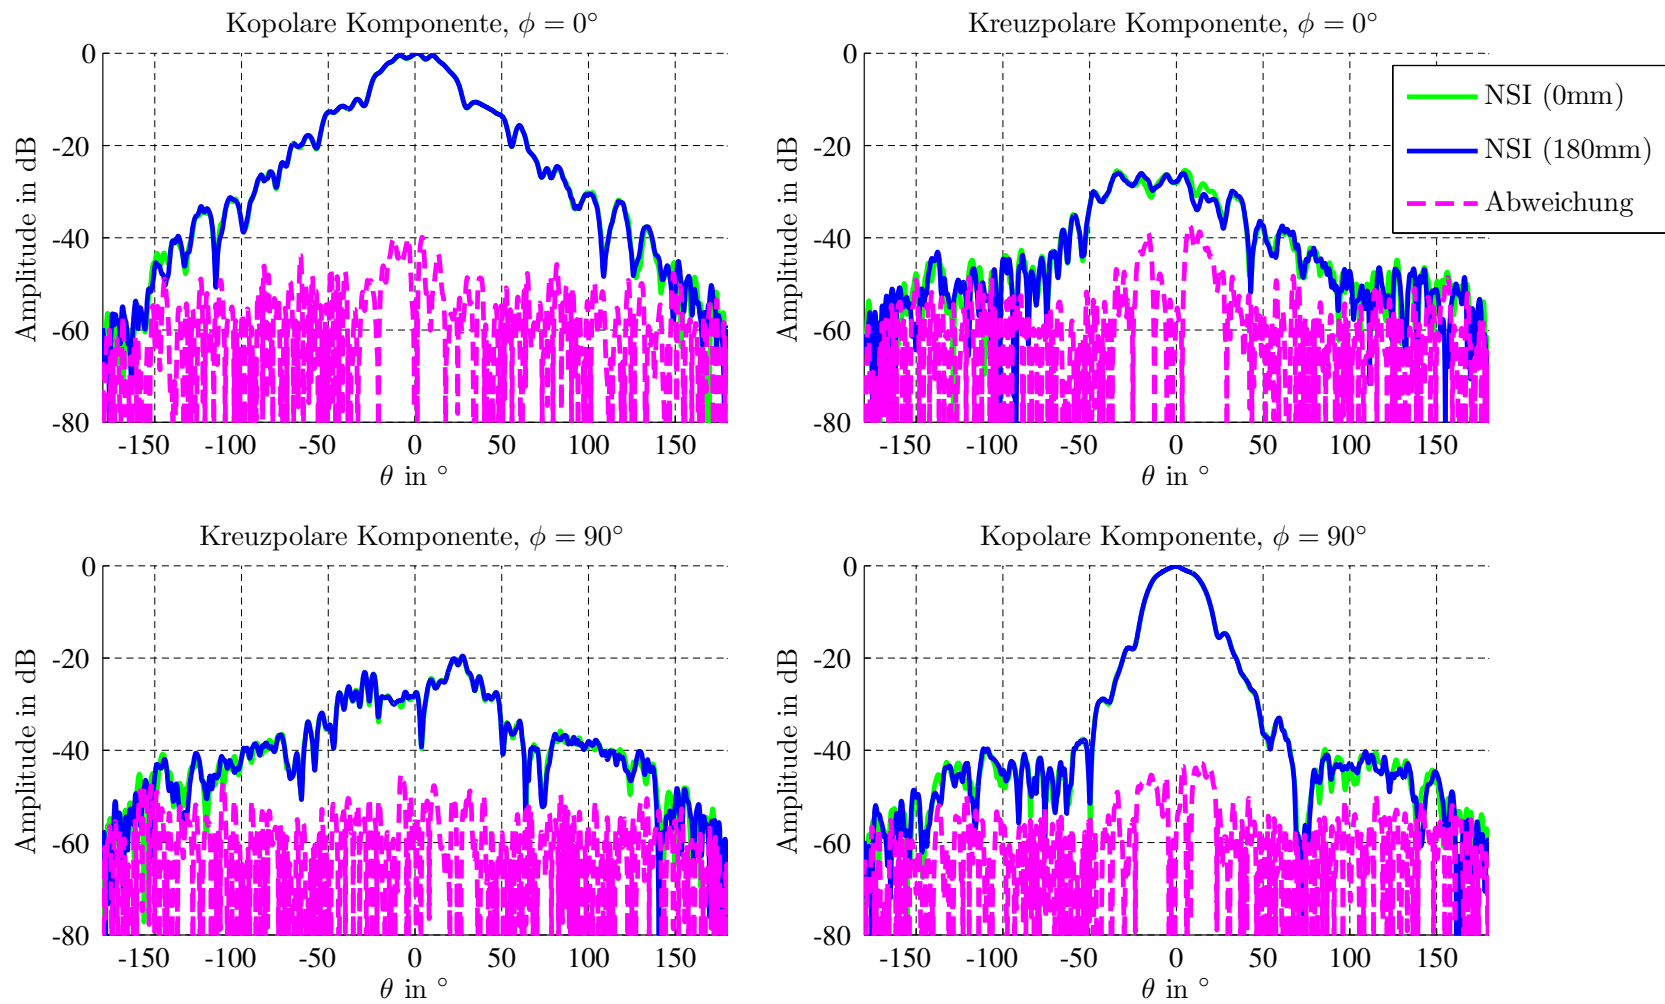 Kopolare Komponente, ϕ = 0°
0
-20
-40
-60
-80
Amplitude in dB
-150 -100 -50 0 50 100 150
θ in °
Kreuzpolare Komponente, ϕ = 0°
0
-20
-40
-60
-80
Amplitude in dB
-150 -100 -50 0 50 100 150
θ in °
NSI (0mm)
NSI (180mm)
Abweichung
Kreuzpolare Komponente, ϕ = 90°
0
-20
-40
-60
-80
Amplitude in dB
-150 -100 -50 0 50 100 150
θ in °
Kopolare Komponente, ϕ = 90°
0
-20
-40
-60
-80
Amplitude in dB
-150 -100 -50 0 50 100 150
θ in °